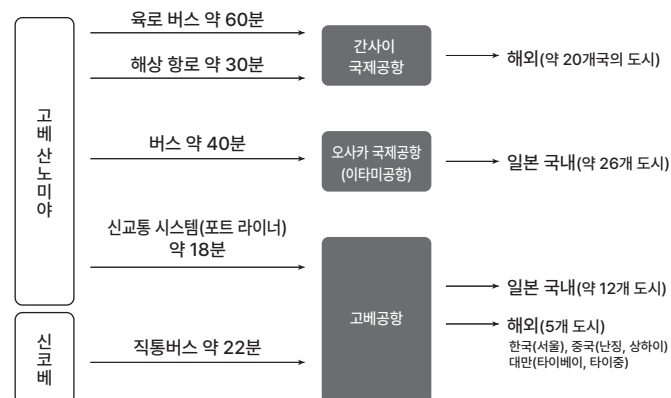 육로 버스 약 60분
해상 항로 약 30분
간사이
국제공항
해외(약 20개국의 도시)
고베 산노미야
버스 약 40분
오사카 국제공항
(이타미공항)
일본 국내(약 26개 도시)
신교통 시스템(포트 라이너)
약 18분
고베공항
일본 국내(약 12개 도시)
해외(5개 도시)
한국(서울), 중국(난징, 상하이)
대만(타이베이, 타이중)
신코베
직통버스 약 22분